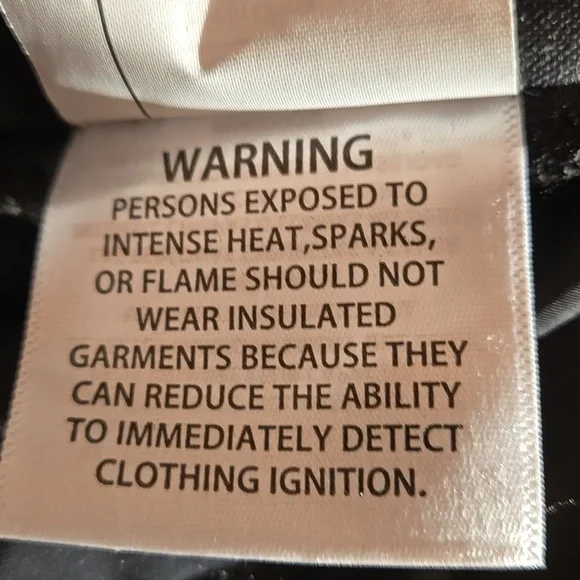 WARNING
PERSONS EXPOSED TO
INTENSE HEAT,SPARKS,
OR FLAME SHOULD NOT
WEAR INSULATED
GARMENTS BECAUSE THEY
CAN REDUCE THE ABILITY
TO IMMEDIATELY DETECT
CLOTHING IGNITION.